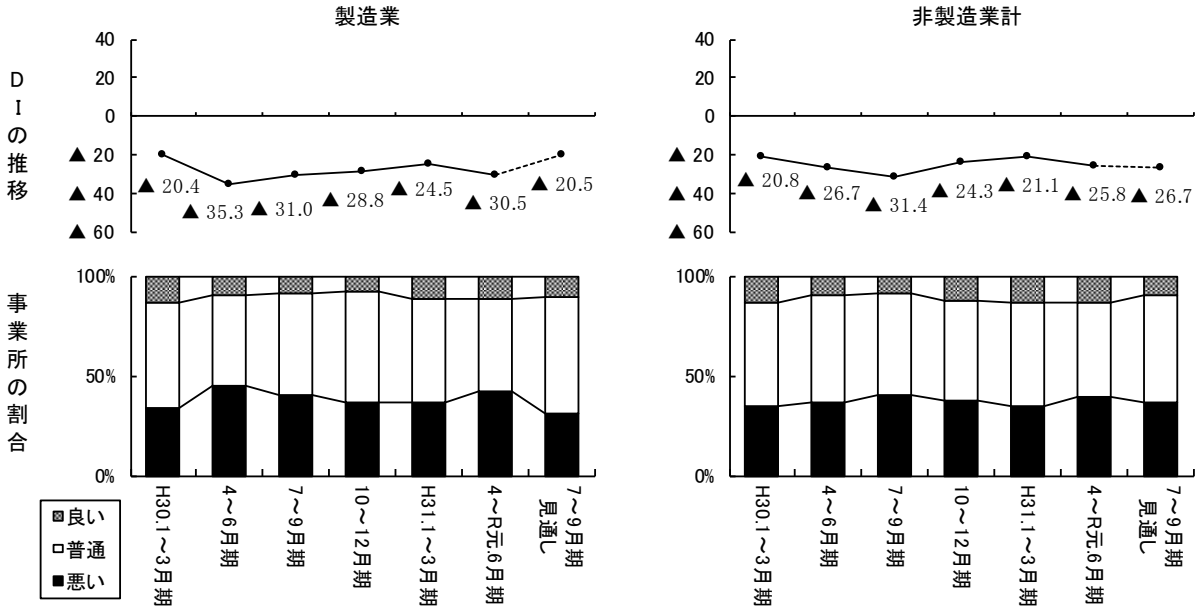 製造業
非製造業計
DIの推移
40
20
0
▲ 20
▲ 40
▲ 60
▲ 20.4
▲ 35.3
▲ 31.0
▲ 28.8
▲ 24.5
▲ 30.5
▲ 20.5
40
20
0
▲ 20
▲ 40
▲ 60
▲ 20.8
▲ 26.7
▲ 31.4
▲ 24.3
▲ 21.1
▲ 25.8
▲ 26.7
事業所の割合
100%
50%
0%
H30.1～3月期
4～6月期
7～9月期
10～12月期
H31.1～3月期
4～R元.6月期
7～9月期
見通し
100%
50%
0%
H30.1～3月期
4～6月期
7～9月期
10～12月期
H31.1～3月期
4～R元.6月期
7～9月期
見通し
良い
普通
悪い